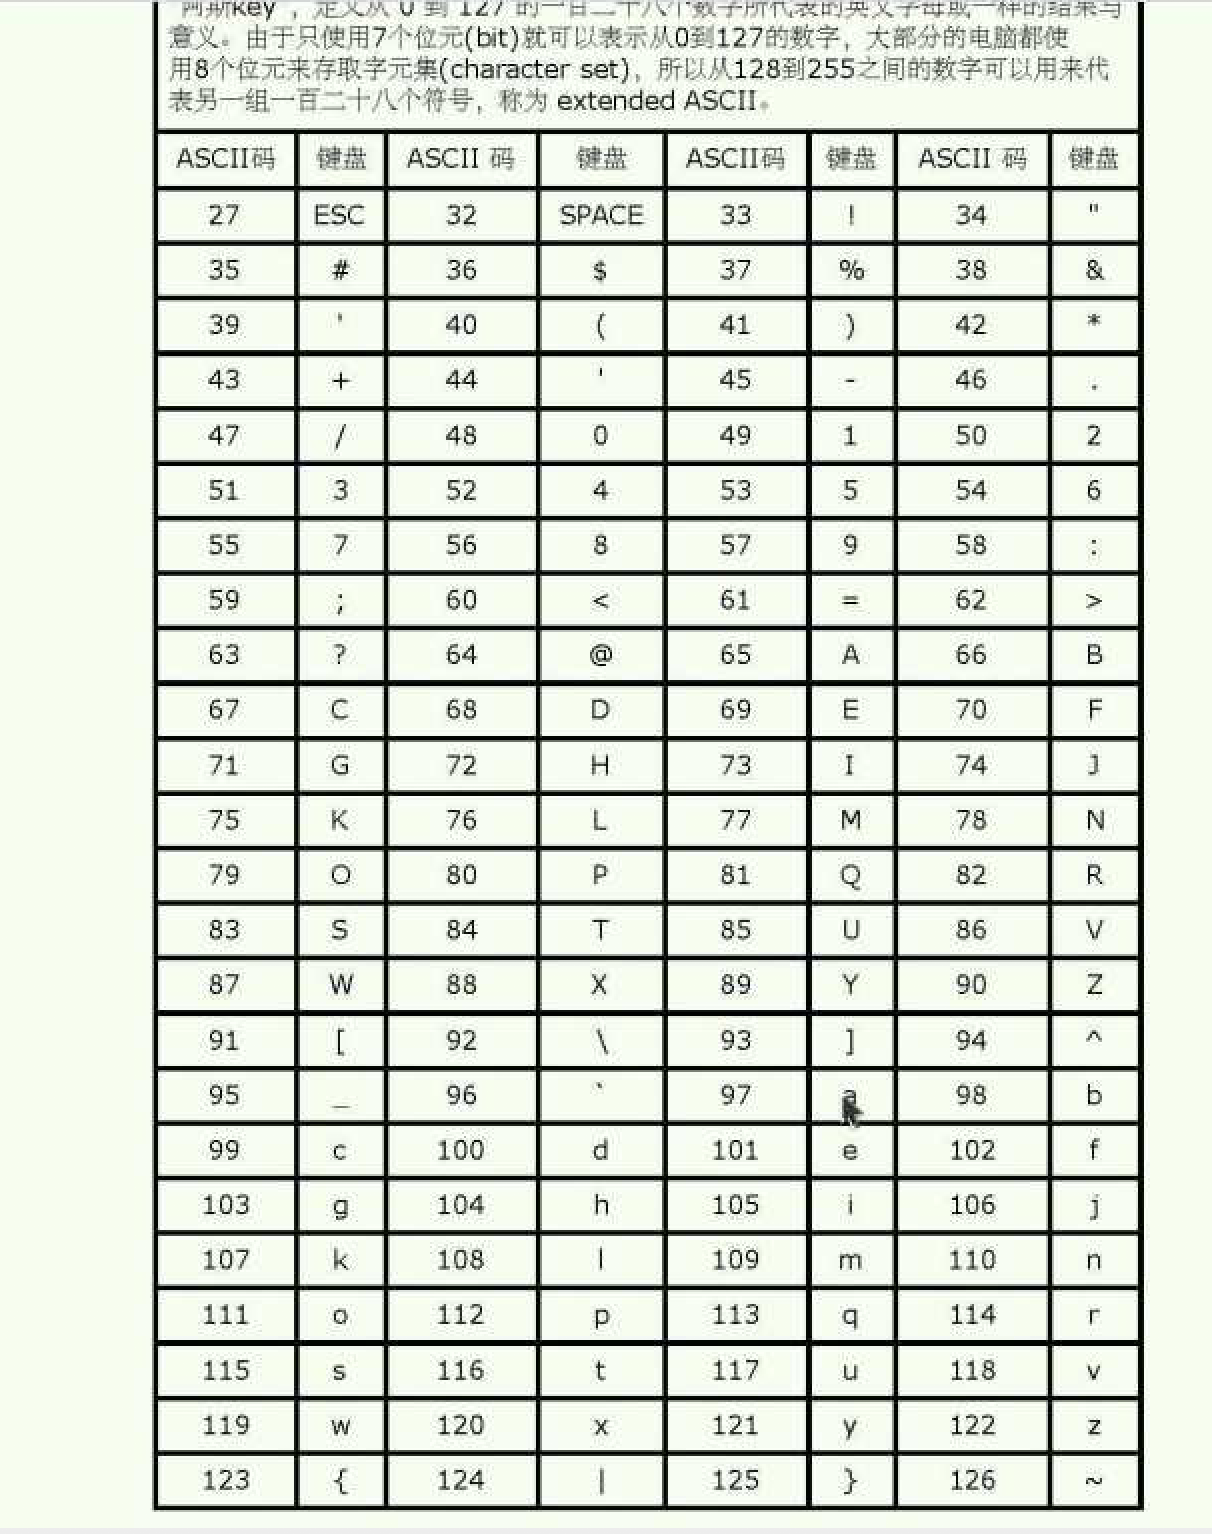 "阿斯key"，定义从 0 到 127 的一百二十八个数字所代表的英文字母或一样的结果与
意义。由于只使用7个位元(bit)就可以表示从0到127的数字，大部分的电脑都使
用8个位元来存取字元集(character set)，所以从128到255之间的数字可以用来代
表另一组一百二十八个符号，称为 extended ASCII。
ASCII码 键盘 ASCII 码 键盘 ASCII码 键盘 ASCII 码 键盘
27 ESC 32 SPACE 33 ! 34 "
35 # 36 $ 37 % 38 &
39 ' 40 ( 41 ) 42 *
43 + 44 ' 45 - 46 .
47 / 48 0 49 1 50 2
51 3 52 4 53 5 54 6
55 7 56 8 57 9 58 :
59 ; 60 < 61 = 62 >
63 ? 64 @ 65 A 66 B
67 C 68 D 69 E 70 F
71 G 72 H 73 I 74 J
75 K 76 L 77 M 78 N
79 O 80 P 81 Q 82 R
83 S 84 T 85 U 86 V
87 W 88 X 89 Y 90 Z
91 [ 92 \ 93 ] 94 ^
95 _ 96 ` 97 a 98 b
99 c 100 d 101 e 102 f
103 g 104 h 105 i 106 j
107 k 108 l 109 m 110 n
111 o 112 p 113 q 114 r
115 s 116 t 117 u 118 v
119 w 120 x 121 y 122 z
123 { 124 | 125 } 126 ~